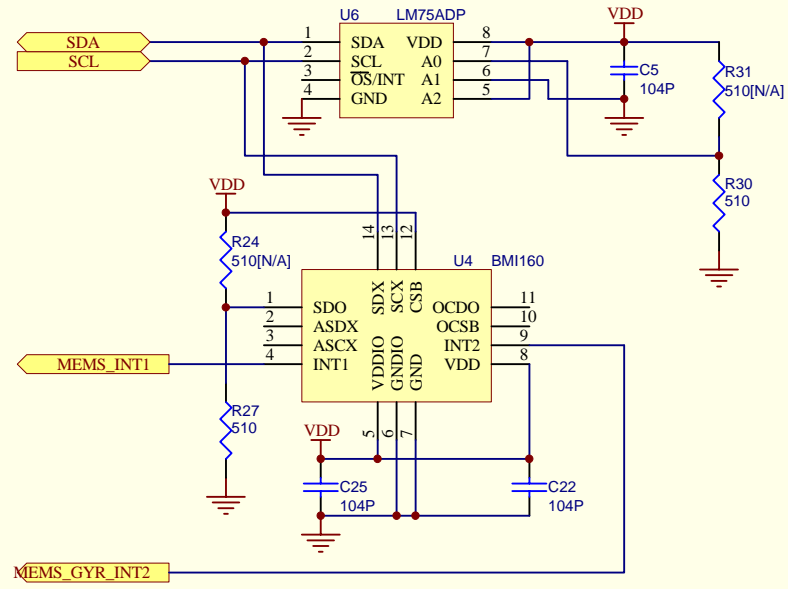 U6 LM75ADP
VDD
SDA
SCL
1 SDA VDD 8
2 SCL A0 7
3 OS/INT A1 6
4 GND A2 5
C5
104P
R31
510[N/A]
R30
510
VDD
R24
510[N/A]
14 13 12
U4 BMI160
SDX SCX CSB
1 SDO OCDO 11
2 ASDX OCSB 10
3 ASCX INT2 9
4 INT1 VDD 8
VDDIO GNDIO GND
5 6 7
MEMS_INT1
R27
510
VDD
C25
104P
C22
104P
MEMS_GYR_INT2